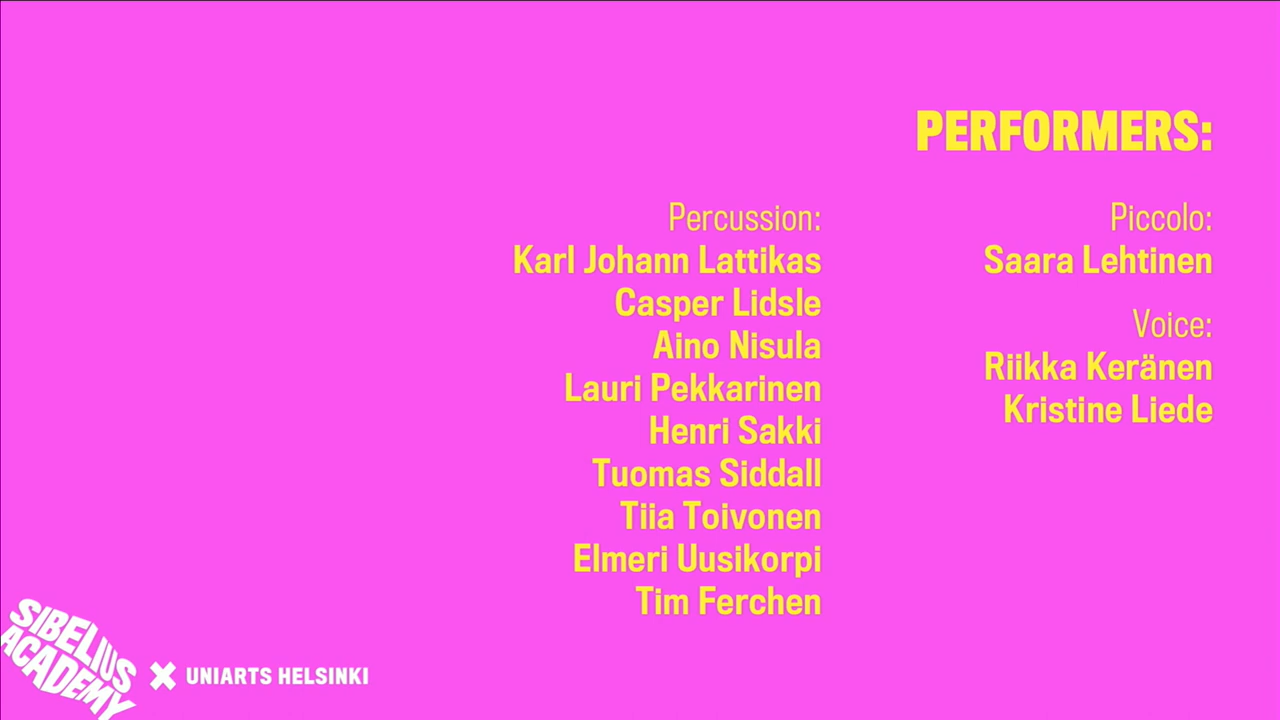 PERFORMERS:
Percussion:
Karl Johann Lattikas
Casper Lidsle
Aino Nisula
Lauri Pekkarinen
Henri Sakki
Tuomas Siddall
Tiia Toivonen
Elmeri Uusikorpi
Tim Ferchen
Piccolo:
Saara Lehtinen
Voice:
Riikka Keränen
Kristine Liede
SIBELIUS
ACADEMY
UNIARTS HELSINKI